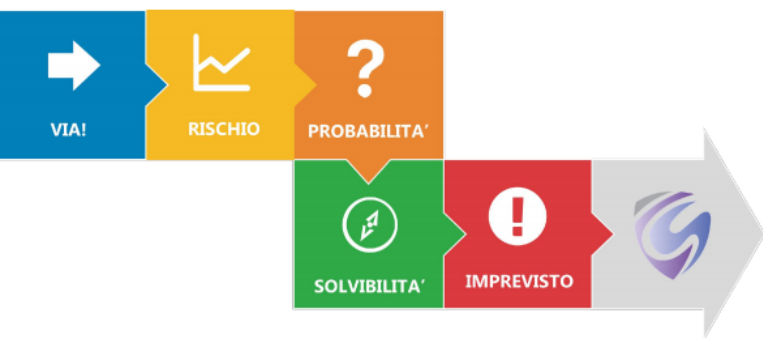 VIA!
RISCHIO
PROBABILITA’
SOLVIBILITA’
IMPREVISTO